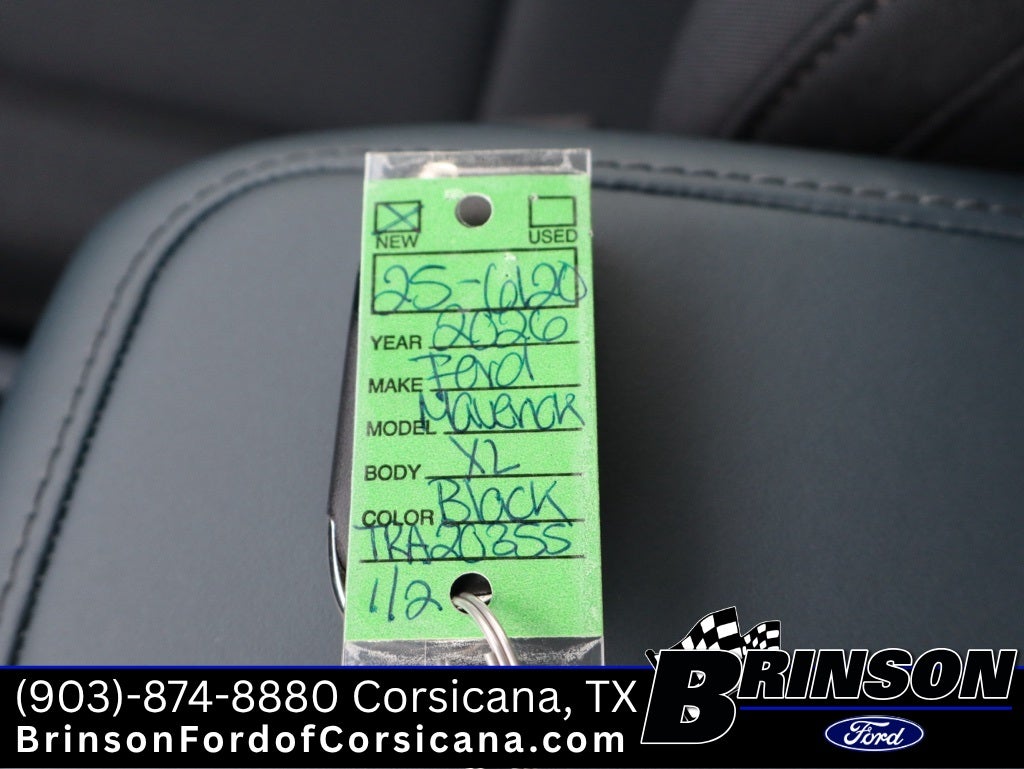 NEW USED
25-6120
YEAR 2026
MAKE Ford
MODEL Maverick
BODY XL
COLOR Black
TRA20355
1/2
(903)-874-8880 Corsicana, TX
BrinsonFordofCorsicana.com
BRINSON
Ford